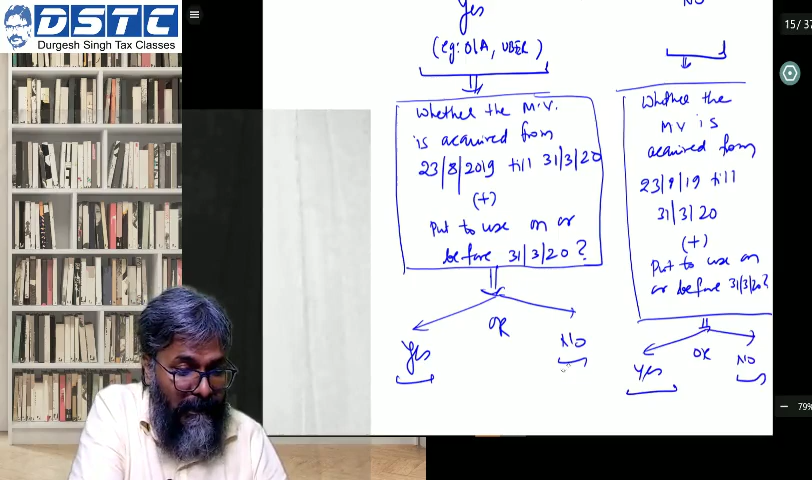 DSTC
Durgesh Singh Tax Classes
15/37
Yes
(eg: OLA, UBER)
Whether the M.V.
is acquired from
23/8/2019 till 31/3/20
(+)
Put to use on or
before 31/3/20?
Yes
OR
NO
NO
Whether the
MV is
acquired from
23/8/19 till
31/3/20
(+)
Put to use on
or before 31/3/20?
Yes
OR
NO
79%